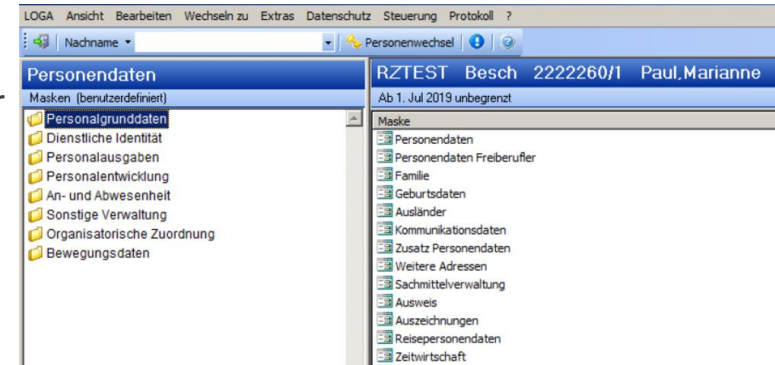 LOGA Ansicht Bearbeiten Wechseln zu Extras Datenschutz Steuerung Protokoll ?
Nachname Personenwechsel
Personendaten
Masken (benutzerdefiniert)
Personalgrunddaten
Dienstliche Identität
Personalausgaben
Personalentwicklung
An- und Abwesenheit
Sonstige Verwaltung
Organisatorische Zuordnung
Bewegungsdaten
RZTEST Besch 2222260/1 Paul,Marianne
Ab 1. Jul 2019 unbegrenzt
Maske
Personendaten
Personendaten Freiberufler
Familie
Geburtsdaten
Ausländer
Kommunikationsdaten
Zusatz Personendaten
Weitere Adressen
Sachmittelverwaltung
Ausweis
Auszeichnungen
Reisepersonendaten
Zeitwirtschaft